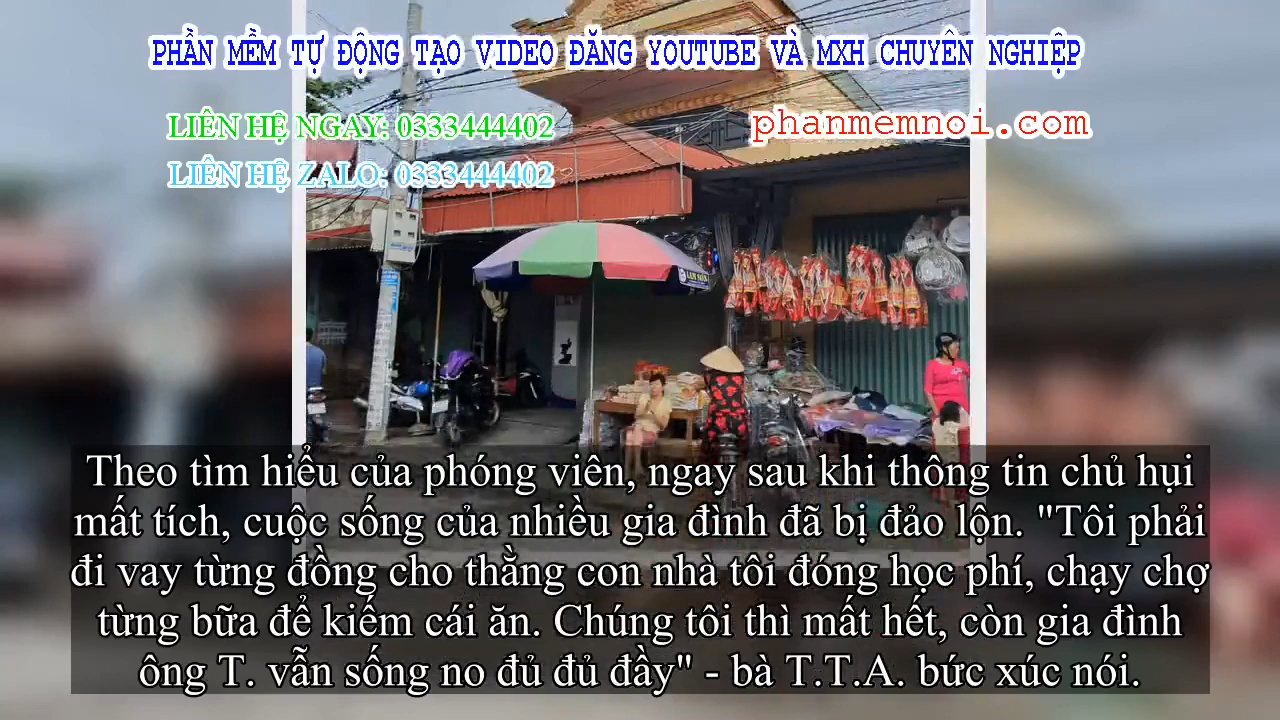 PHẦN MỀM TỰ ĐỘNG TẠO VIDEO ĐĂNG YOUTUBE VÀ MXH CHUYÊN NGHIỆP
LIÊN HỆ NGAY: 0333444402
phanmemnoi.com
LIÊN HỆ ZALO: 0333444402
Theo tìm hiểu của phóng viên, ngay sau khi thông tin chủ hụi
mất tích, cuộc sống của nhiều gia đình đã bị đảo lộn. "Tôi phải
đi vay từng đồng cho thằng con nhà tôi đóng học phí, chạy chợ
từng bữa để kiếm cái ăn. Chúng tôi thì mất hết, còn gia đình
ông T. vẫn sống no đủ đủ đầy" - bà T.T.A. bức xúc nói.